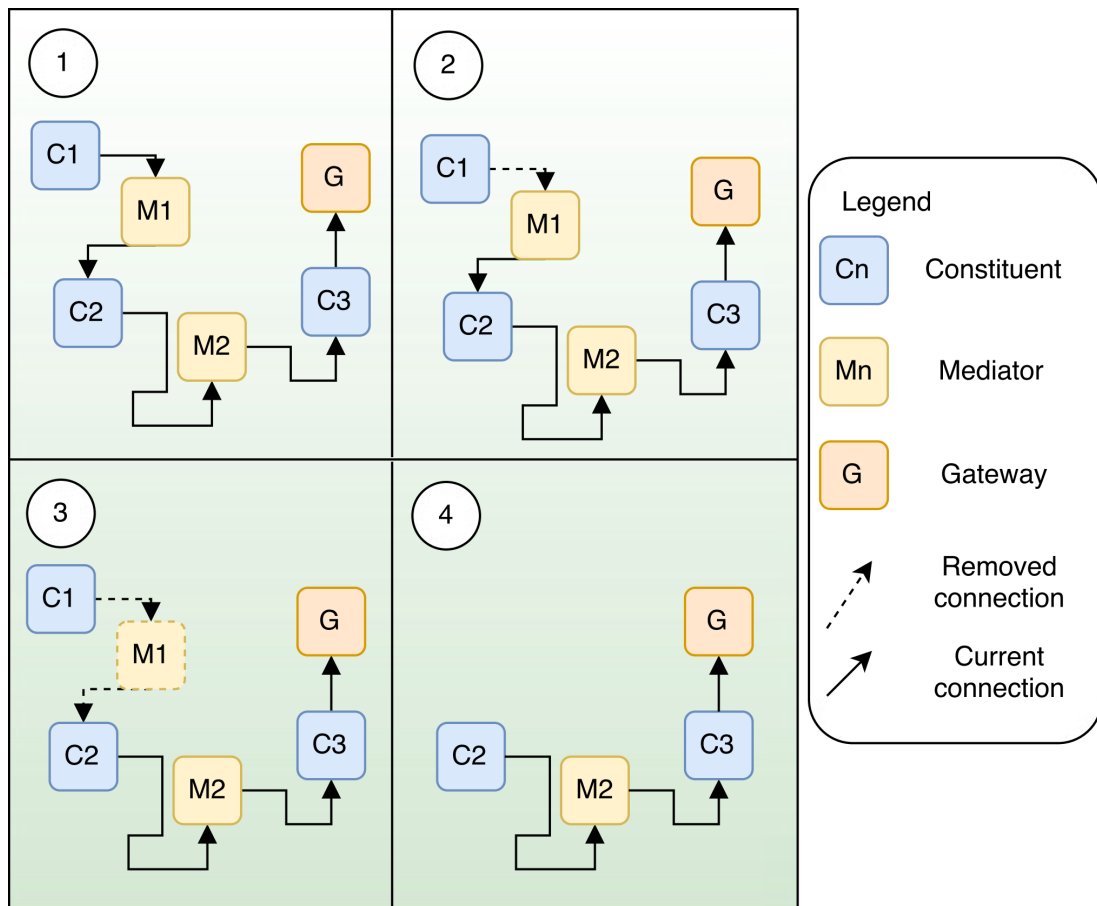 1
C1
M1
G
C2
C3
M2
2
C1
M1
G
C2
C3
M2
3
C1
M1
G
C2
C3
M2
4
G
C2
C3
M2
Legend
Cn
Constituent
Mn
Mediator
G
Gateway
Removed
connection
Current
connection